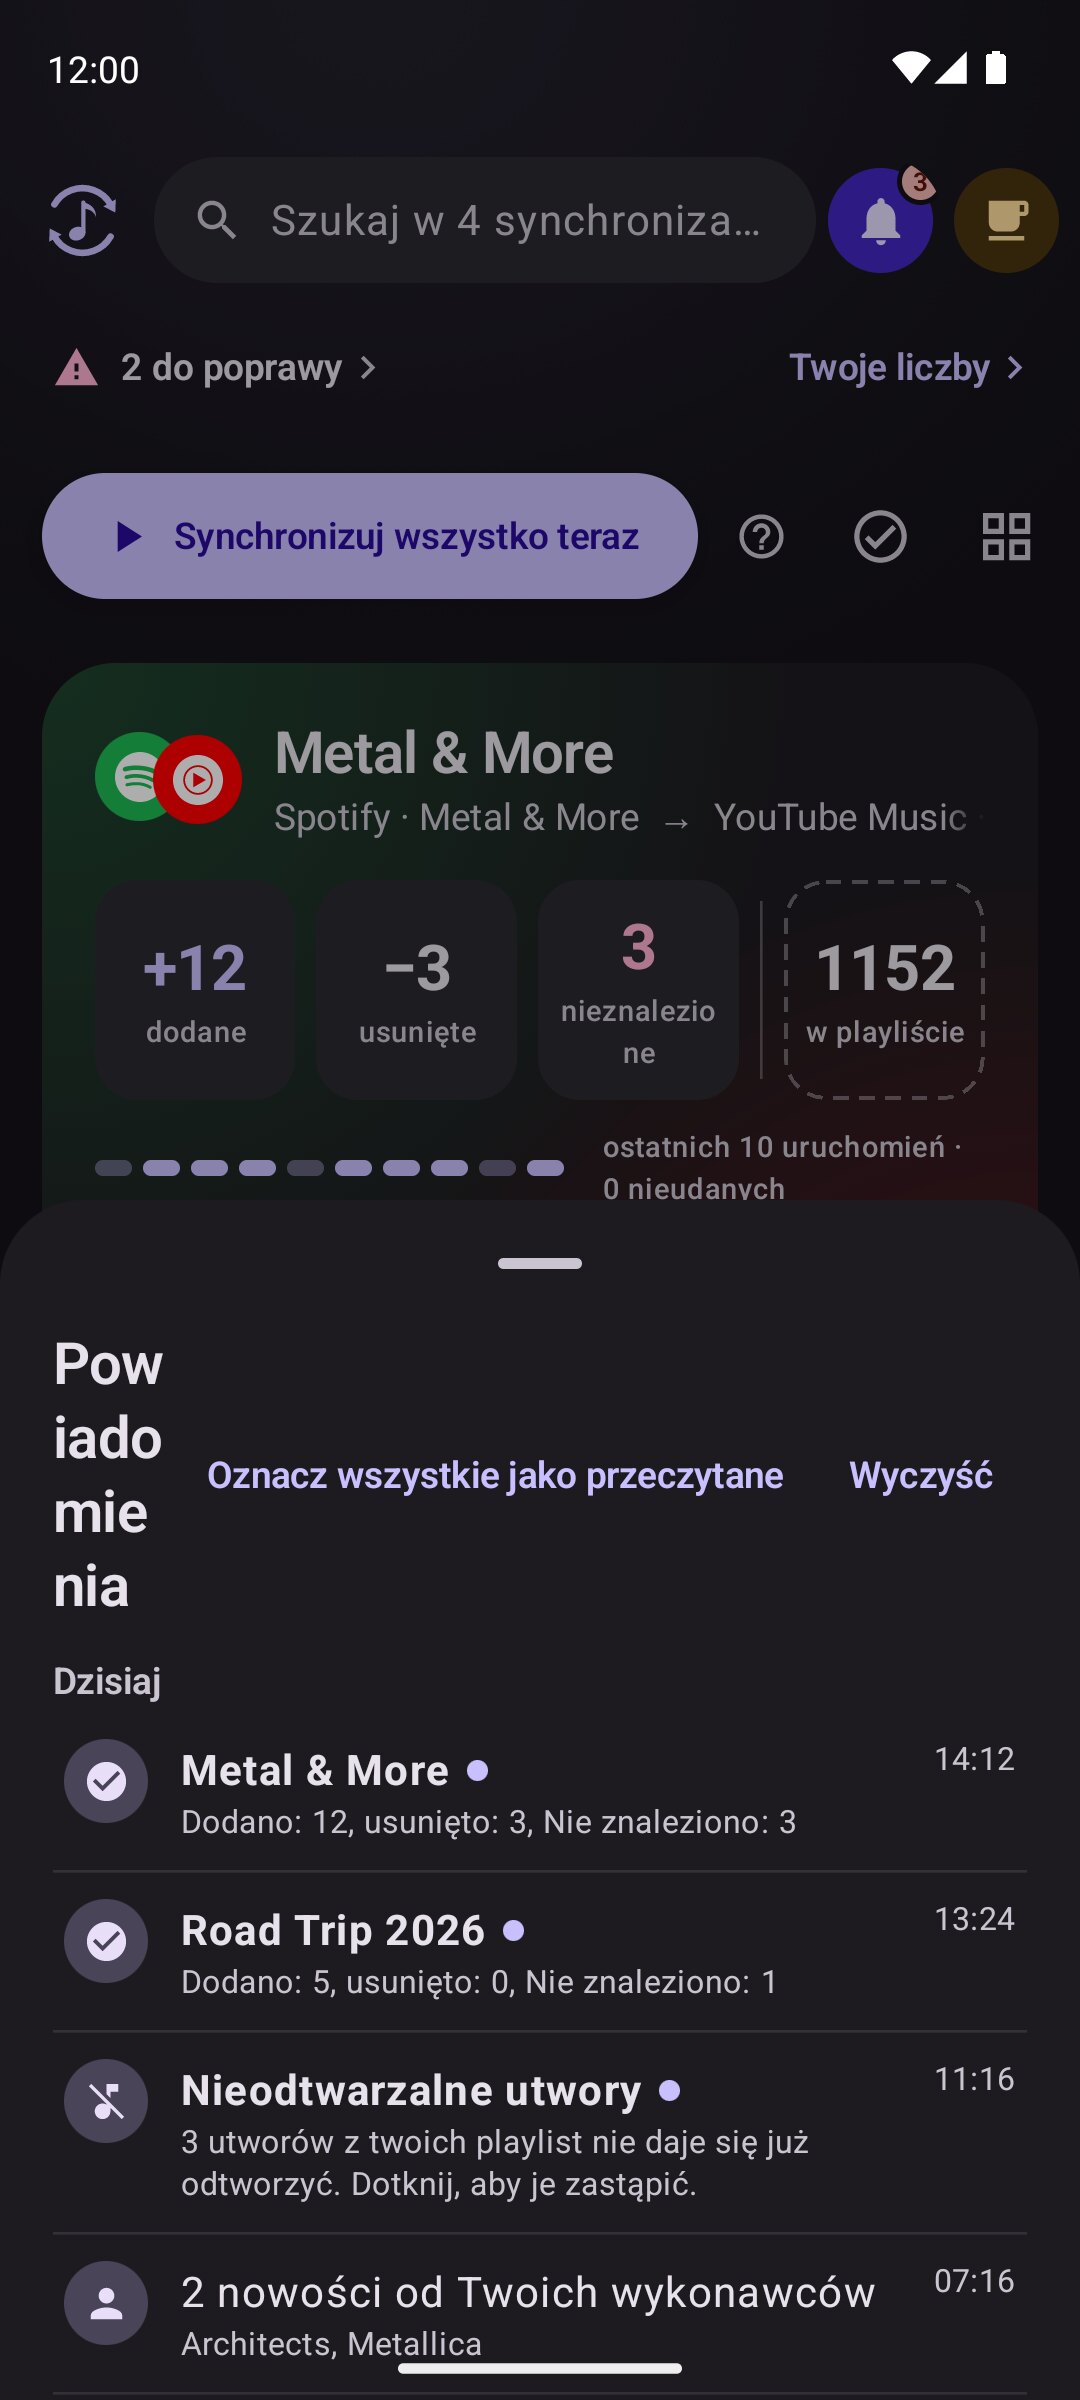 12:00
Szukaj w 4 synchroniza…
3
2 do poprawy
Twoje liczby
Synchronizuj wszystko teraz
Metal & More
Spotify · Metal & More → YouTube Music
+12
dodane
−3
usunięte
3
nieznalezio
ne
1152
w playliście
ostatnich 10 uruchomień ·
0 nieudanych
Pow
iado
mie
nia
Oznacz wszystkie jako przeczytane
Wyczyść
Dzisiaj
Metal & More
14:12
Dodano: 12, usunięto: 3, Nie znaleziono: 3
Road Trip 2026
13:24
Dodano: 5, usunięto: 0, Nie znaleziono: 1
Nieodtwarzalne utwory
11:16
3 utworów z twoich playlist nie daje się już
odtworzyć. Dotknij, aby je zastąpić.
2 nowości od Twoich wykonawców
07:16
Architects, Metallica